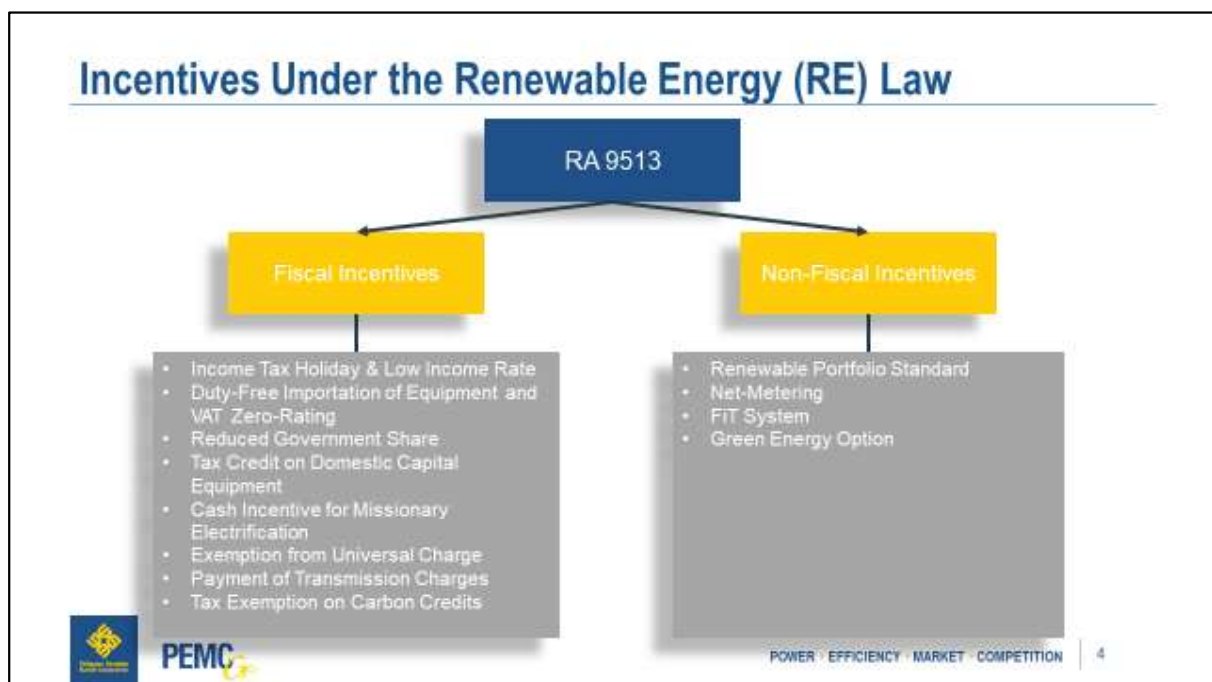 Incentives Under the Renewable Energy (RE) Law
RA 9513
Fiscal Incentives
• Income Tax Holiday & Low Income Rate
• Duty-Free Importation of Equipment and
VAT Zero-Rating
• Reduced Government Share
• Tax Credit on Domestic Capital
Equipment
• Cash Incentive for Missionary
Electrification
• Exemption from Universal Charge
• Payment of Transmission Charges
• Tax Exemption on Carbon Credits
Non-Fiscal Incentives
• Renewable Portfolio Standard
• Net-Metering
• FiT System
• Green Energy Option
PEMC
POWER · EFFICIENCY · MARKET · COMPETITION
4